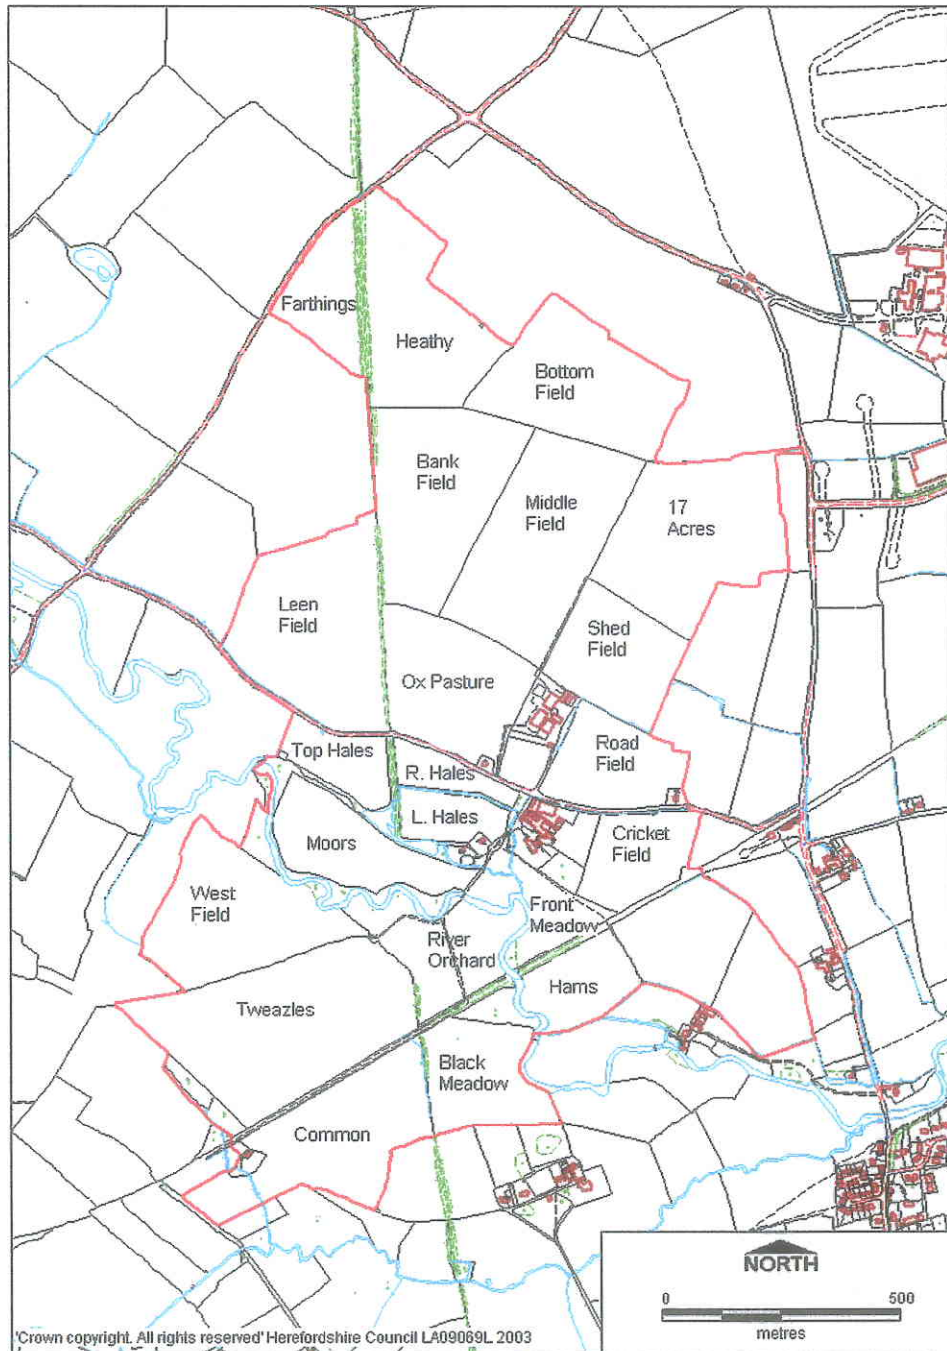 Farthings
Heathy
Bottom
Field
Bank
Field
Middle
Field
17
Acres
Leen
Field
Shed
Field
Ox Pasture
Top Hales
R. Hales
Road
Field
L. Hales
Moors
Cricket
Field
West
Field
Front
Meadow
River
Orchard
Hams
Tweazles
Black
Meadow
Common
NORTH
0 500
metres
'Crown copyright. All rights reserved' Herefordshire Council LA09069L 2003